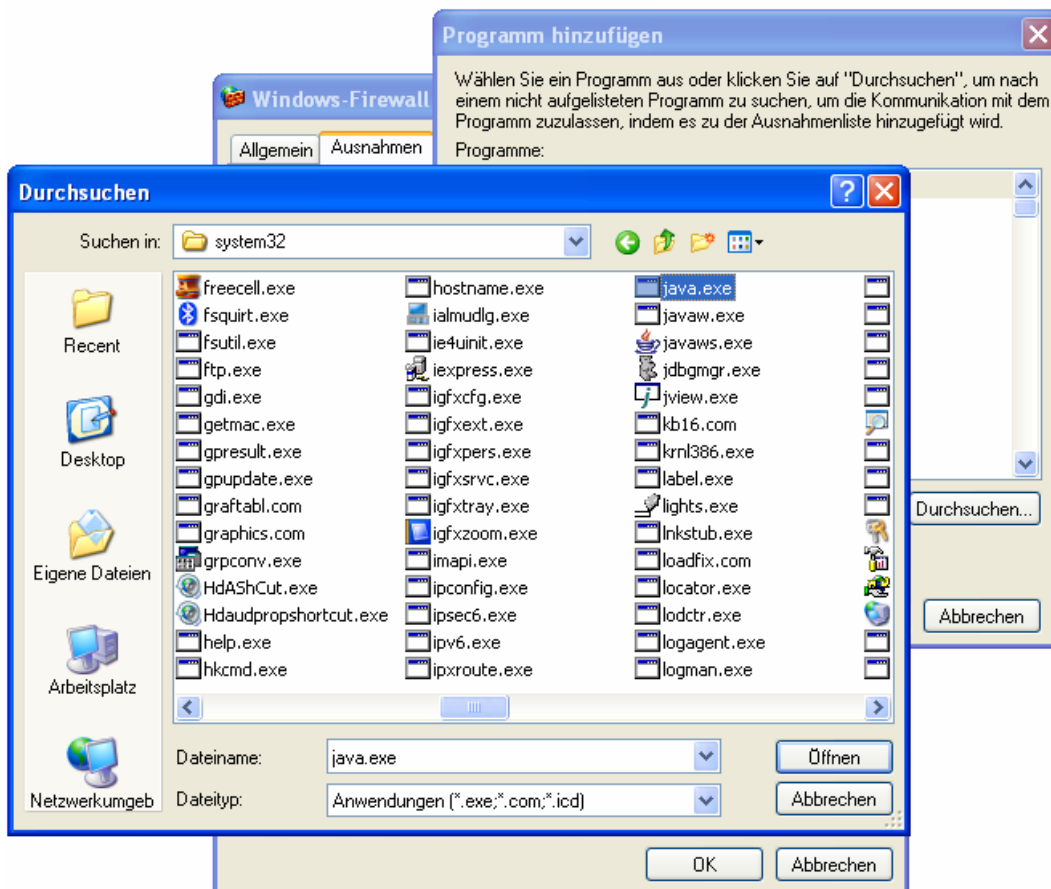 Programm hinzufügen
Wählen Sie ein Programm aus oder klicken Sie auf "Durchsuchen", um nach
einem nicht aufgelisteten Programm zu suchen, um die Kommunikation mit dem
Programm zuzulassen, indem es zu der Ausnahmenliste hinzugefügt wird.
Programme:
Windows-Firewall
Allgemein
Ausnahmen
Durchsuchen
Suchen in:
system32
Recent
Desktop
Eigene Dateien
Arbeitsplatz
Netzwerkumgeb
freecell.exe
fsquirt.exe
fsutil.exe
ftp.exe
gdi.exe
getmac.exe
gpresult.exe
gpupdate.exe
graftabl.com
graphics.com
grpconv.exe
HdAShCut.exe
Hdaudpropshortcut.exe
help.exe
hkcmd.exe
hostname.exe
ialmudlg.exe
ie4uinit.exe
iexpress.exe
igfxcfg.exe
igfxext.exe
igfxpers.exe
igfxsrvc.exe
igfxtray.exe
igfxzoom.exe
imapi.exe
ipconfig.exe
ipsec6.exe
ipv6.exe
ipxroute.exe
java.exe
javaw.exe
javaws.exe
jdbgmgr.exe
jview.exe
kb16.com
krnl386.exe
label.exe
lights.exe
lnkstub.exe
loadfix.com
locator.exe
lodctr.exe
logagent.exe
logman.exe
Dateiname:
java.exe
Öffnen
Dateityp:
Anwendungen (*.exe;*.com;*.icd)
Abbrechen
Durchsuchen...
Abbrechen
OK
Abbrechen